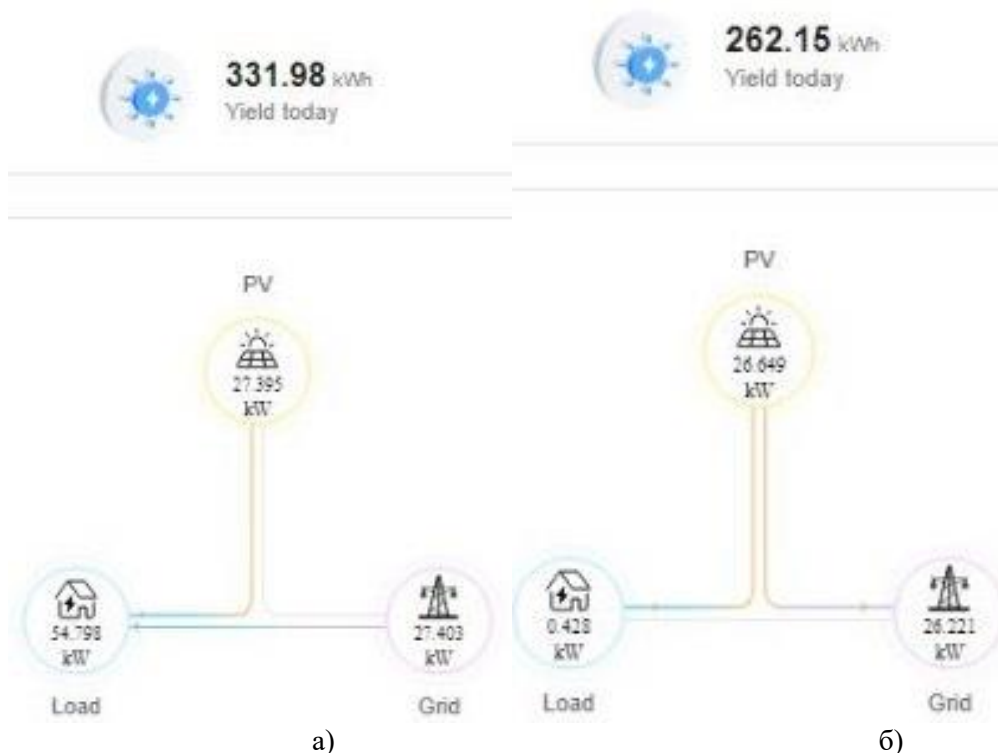 331.98 kWh
Yield today
PV
27.395
kW
54.798
kW
Load
27.403
kW
Grid
а)
262.15 kWh
Yield today
PV
26.649
kW
0.428
kW
Load
26.221
kW
Grid
б)